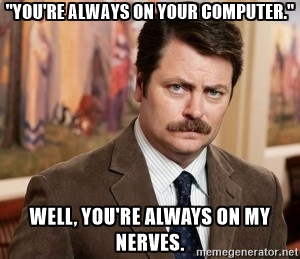 "YOU'RE ALWAYS ON YOUR COMPUTER."
WELL, YOU'RE ALWAYS ON MY
NERVES.
memegenerator.net